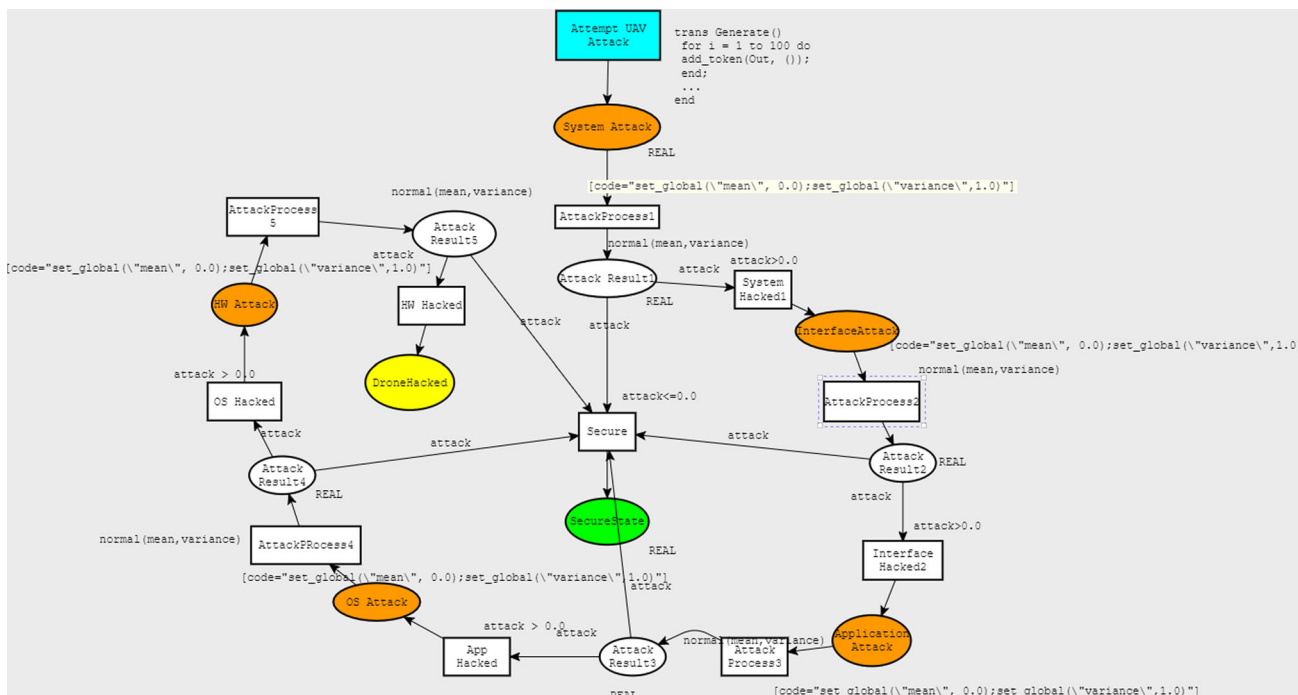 Attempt UAV
Attack
trans Generate()
for i = 1 to 100 do
add_token(Out, ());
end;
...
end
System Attack
REAL
[code="set_global(\"mean\", 0.0);set_global(\"variance\",1.0)"]
AttackProcess1
normal(mean,variance)
Attack Result1
REAL
attack
attack>0.0
System
Hacked1
InterfaceAttack
[code="set_global(\"mean\", 0.0);set_global(\"variance\",1.0
normal(mean,variance)
AttackProcess2
Attack
Result2
REAL
attack
attack
attack>0.0
Interface
Hacked2
Application
Attack
[code="set_global(\"mean\", 0.0);set_global(\"variance\",1.0)"]
Attack
Process3
normal(mean,variance)
Attack
Result3
REAL
attack
attack
attack > 0.0
App
Hacked
OS Attack
[code="set_global(\"mean\", 0.0);set_global(\"variance\",1.0)"]
AttackPRocess4
normal(mean,variance)
Attack
Result4
REAL
attack
attack
OS Hacked
attack > 0.0
HW Attack
[code="set_global(\"mean\", 0.0);set_global(\"variance\",1.0)"]
AttackProcess
5
normal(mean,variance)
Attack
Result5
attack
attack
HW Hacked
DroneHacked
attack
attack<=0.0
Secure
SecureState
REAL